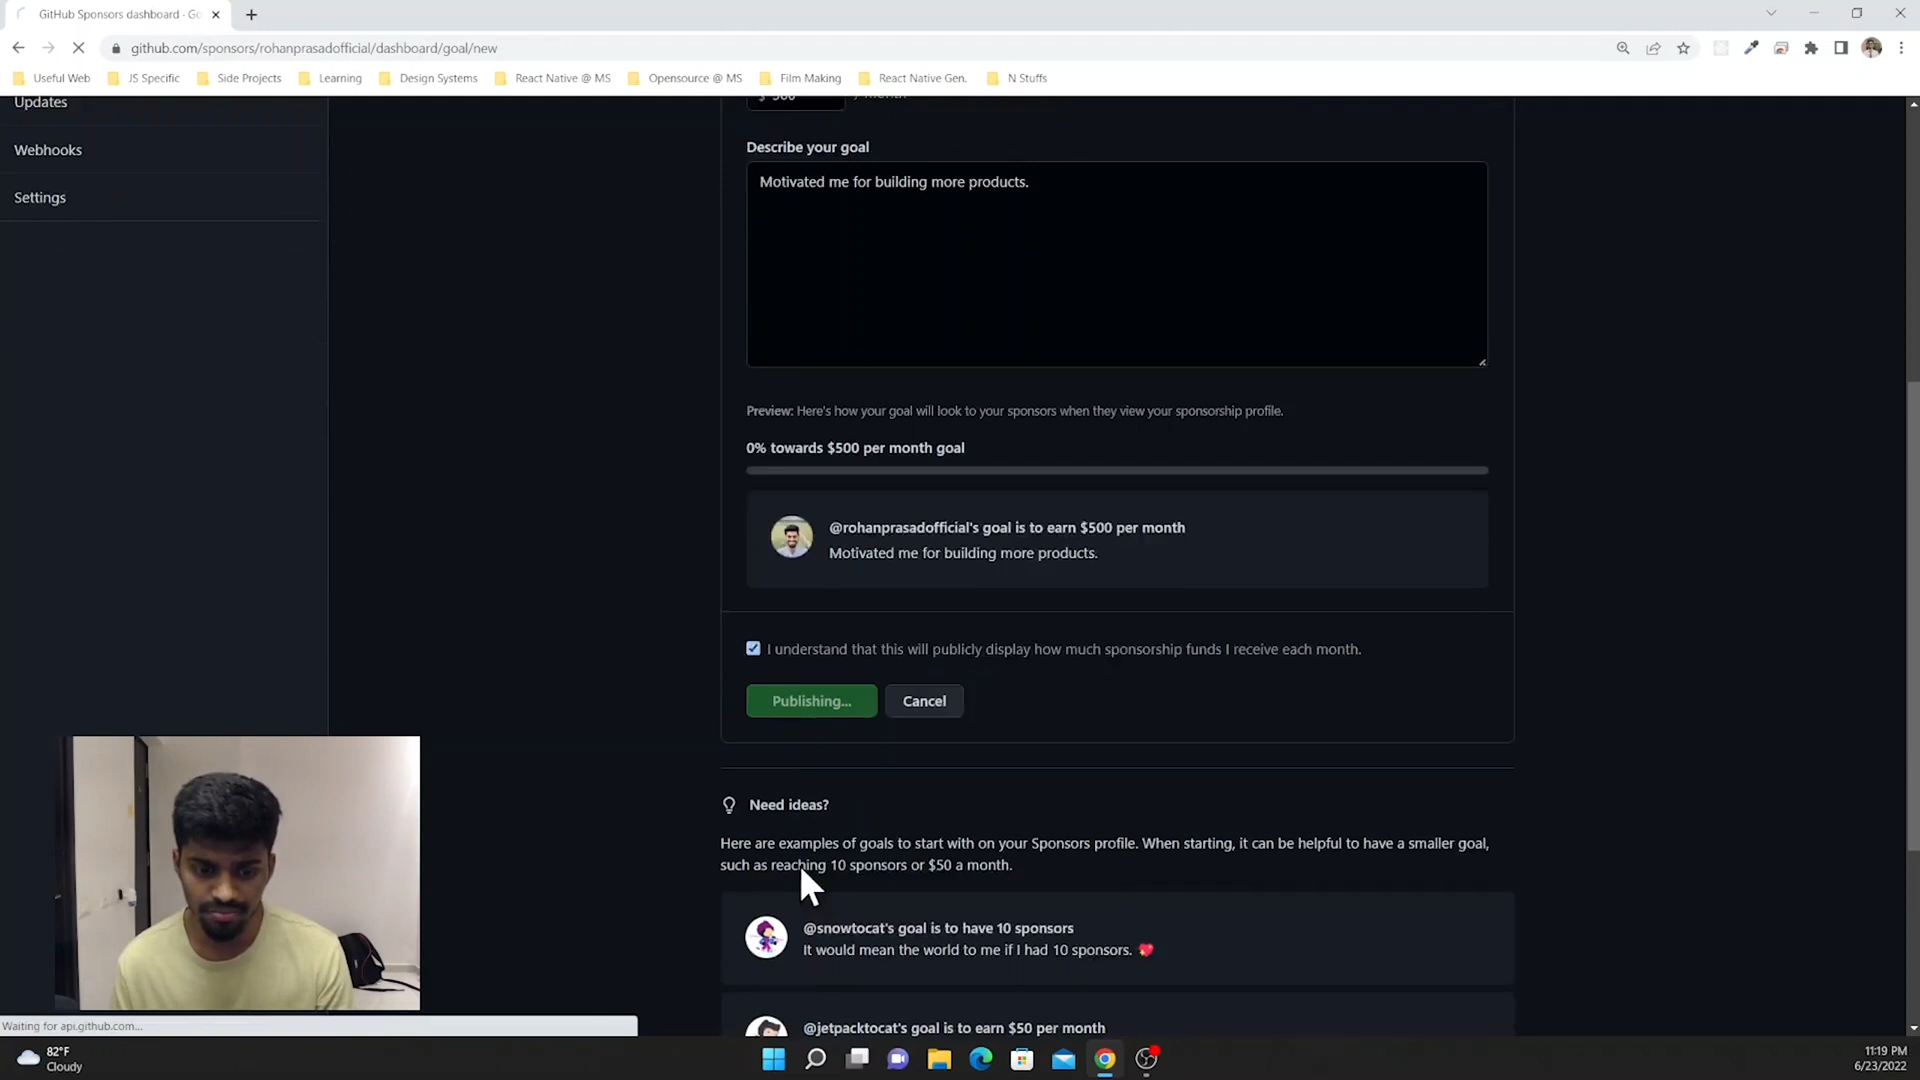 GitHub Sponsors dashboard · Go
github.com/sponsors/rohanprasadofficial/dashboard/goal/new
Useful Web
JS Specific
Side Projects
Learning
Design Systems
React Native @ MS
Opensource @ MS
Film Making
React Native Gen.
N Stuffs
Updates
Webhooks
Settings
$ 500
Describe your goal
Motivated me for building more products.
Preview: Here's how your goal will look to your sponsors when they view your sponsorship profile.
0% towards $500 per month goal
@rohanprasadofficial's goal is to earn $500 per month
Motivated me for building more products.
I understand that this will publicly display how much sponsorship funds I receive each month.
Publishing...
Cancel
Need ideas?
Here are examples of goals to start with on your Sponsors profile. When starting, it can be helpful to have a smaller goal,
such as reaching 10 sponsors or $50 a month.
@snowtocat's goal is to have 10 sponsors
It would mean the world to me if I had 10 sponsors. 💖
@jetpacktocat's goal is to earn $50 per month
Waiting for api.github.com...
82°F
Cloudy
11:19 PM
6/23/2022